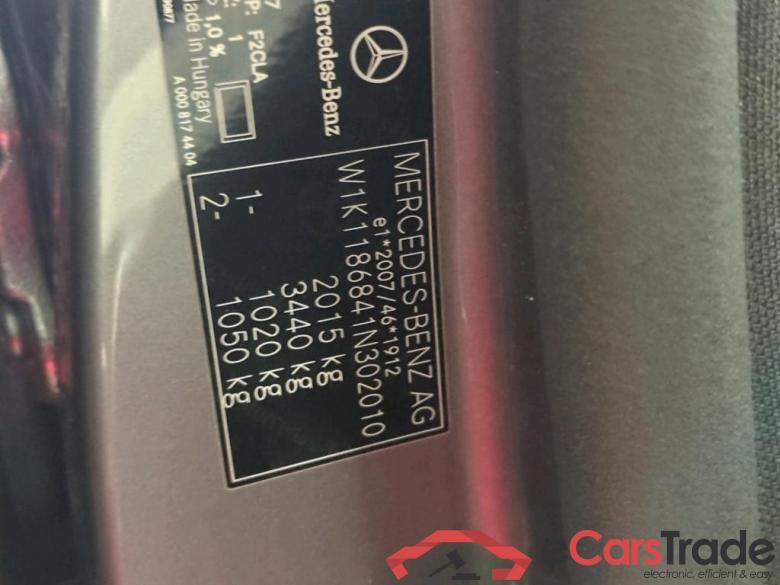 Mercedes-Benz
MERCEDES-BENZ AG
e1*2007/46*1912
W1K1186841N302010
2015 kg
3440 kg
1- 1020 kg
2- 1050 kg
F2CLA
1
1,0 %
Made in Hungary
A 000 817 44 04
eCarsTrade
electronic, efficient & easy